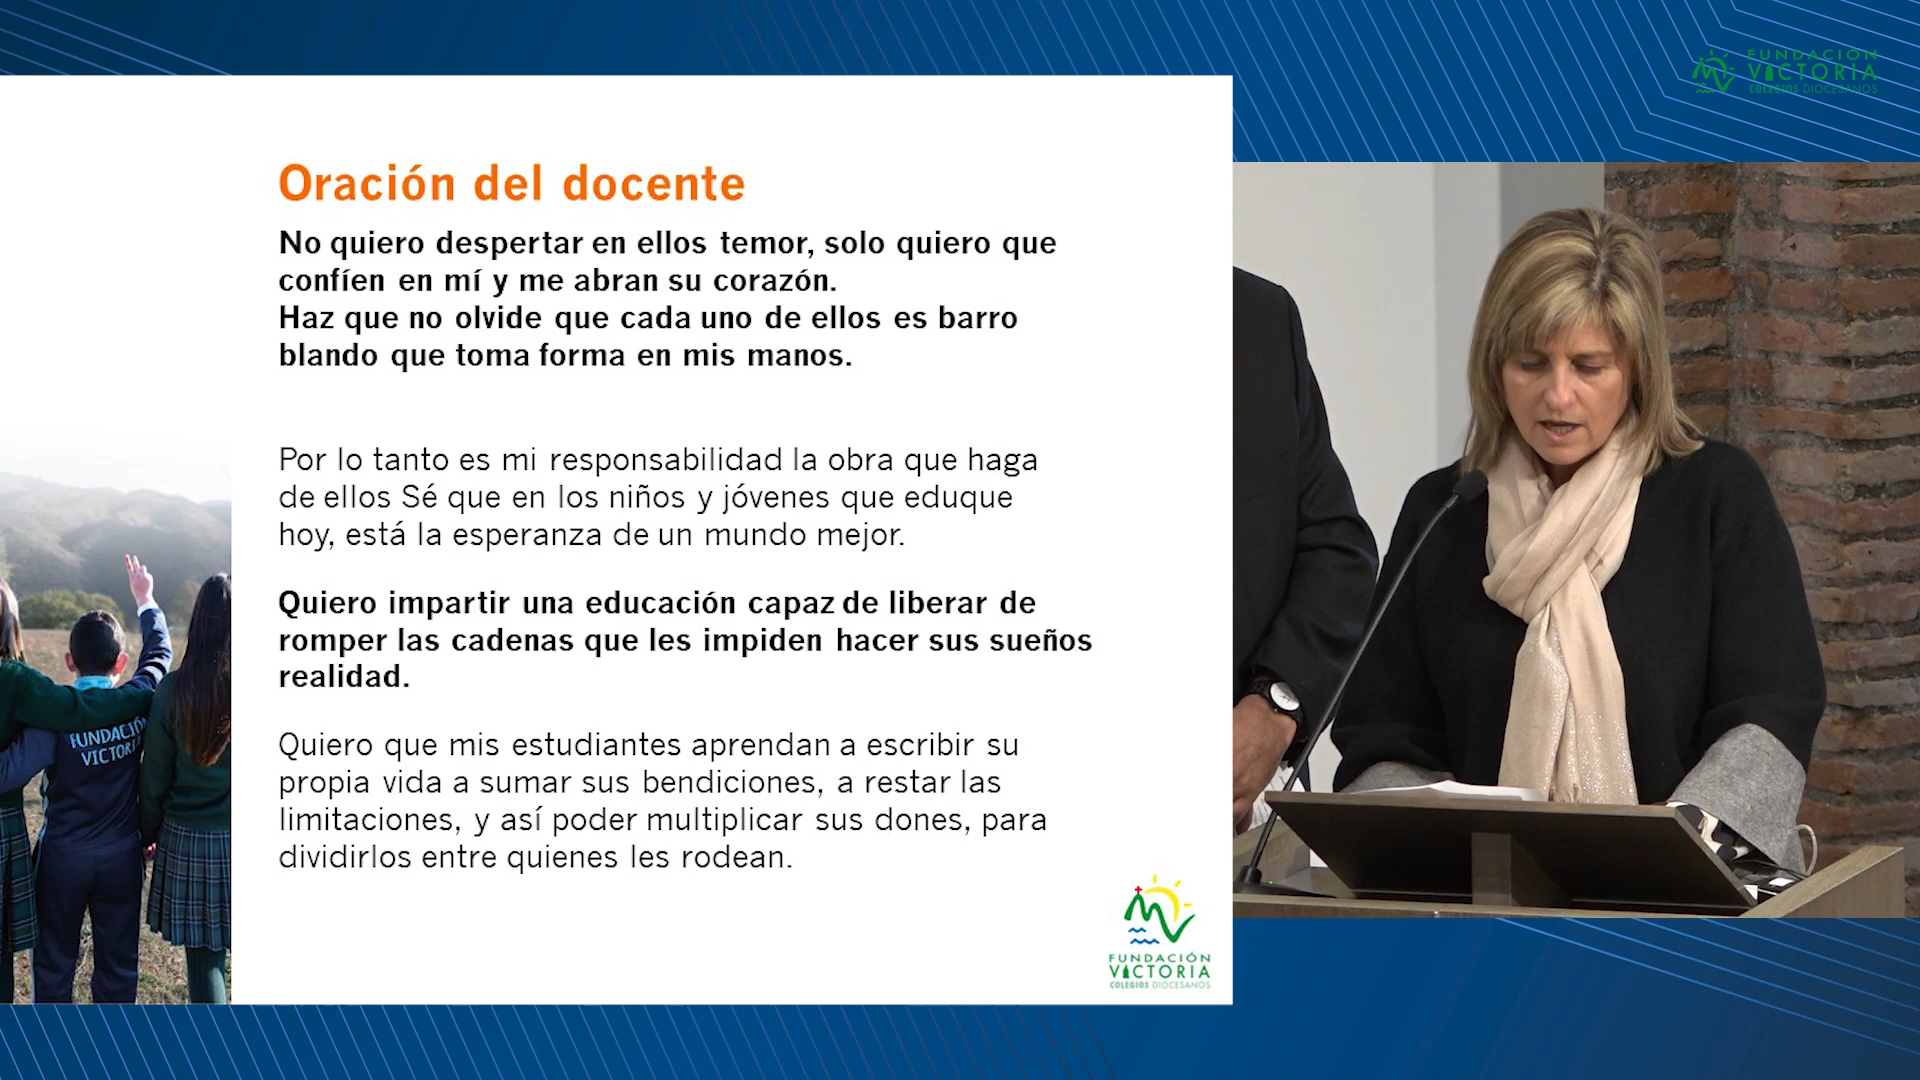 Oración del docente
No quiero despertar en ellos temor, solo quiero que
confíen en mí y me abran su corazón.
Haz que no olvide que cada uno de ellos es barro
blando que toma forma en mis manos.
Por lo tanto es mi responsabilidad la obra que haga
de ellos Sé que en los niños y jóvenes que eduque
hoy, está la esperanza de un mundo mejor.
Quiero impartir una educación capaz de liberar de
romper las cadenas que les impiden hacer sus sueños
realidad.
Quiero que mis estudiantes aprendan a escribir su
propia vida a sumar sus bendiciones, a restar las
limitaciones, y así poder multiplicar sus dones, para
dividirlos entre quienes les rodean.
FUNDACIÓN
VICTORIA
FUNDACIÓN
VICTORIA
COLEGIOS DIOCESANOS
FUNDACIÓN
VICTORIA
COLEGIOS DIOCESANOS